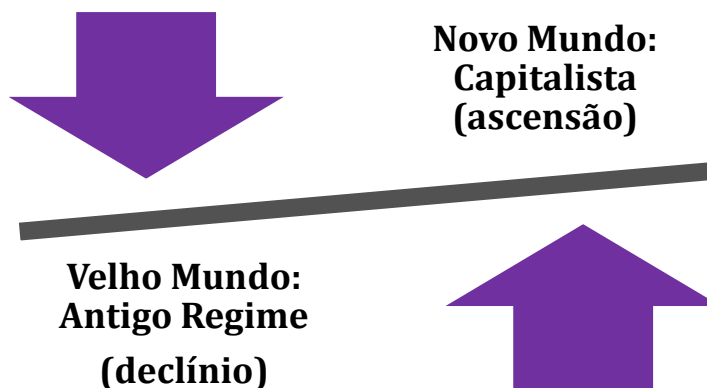 Novo Mundo:
Capitalista
(ascensão)
Velho Mundo:
Antigo Regime
(declínio)